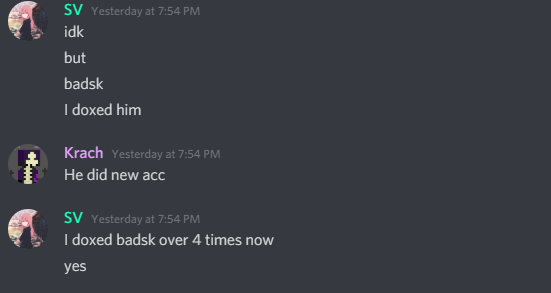 SV Yesterday at 7:54 PM
idk
but
badsk
I doxed him
Krach Yesterday at 7:54 PM
He did new acc
SV Yesterday at 7:54 PM
I doxed badsk over 4 times now
yes